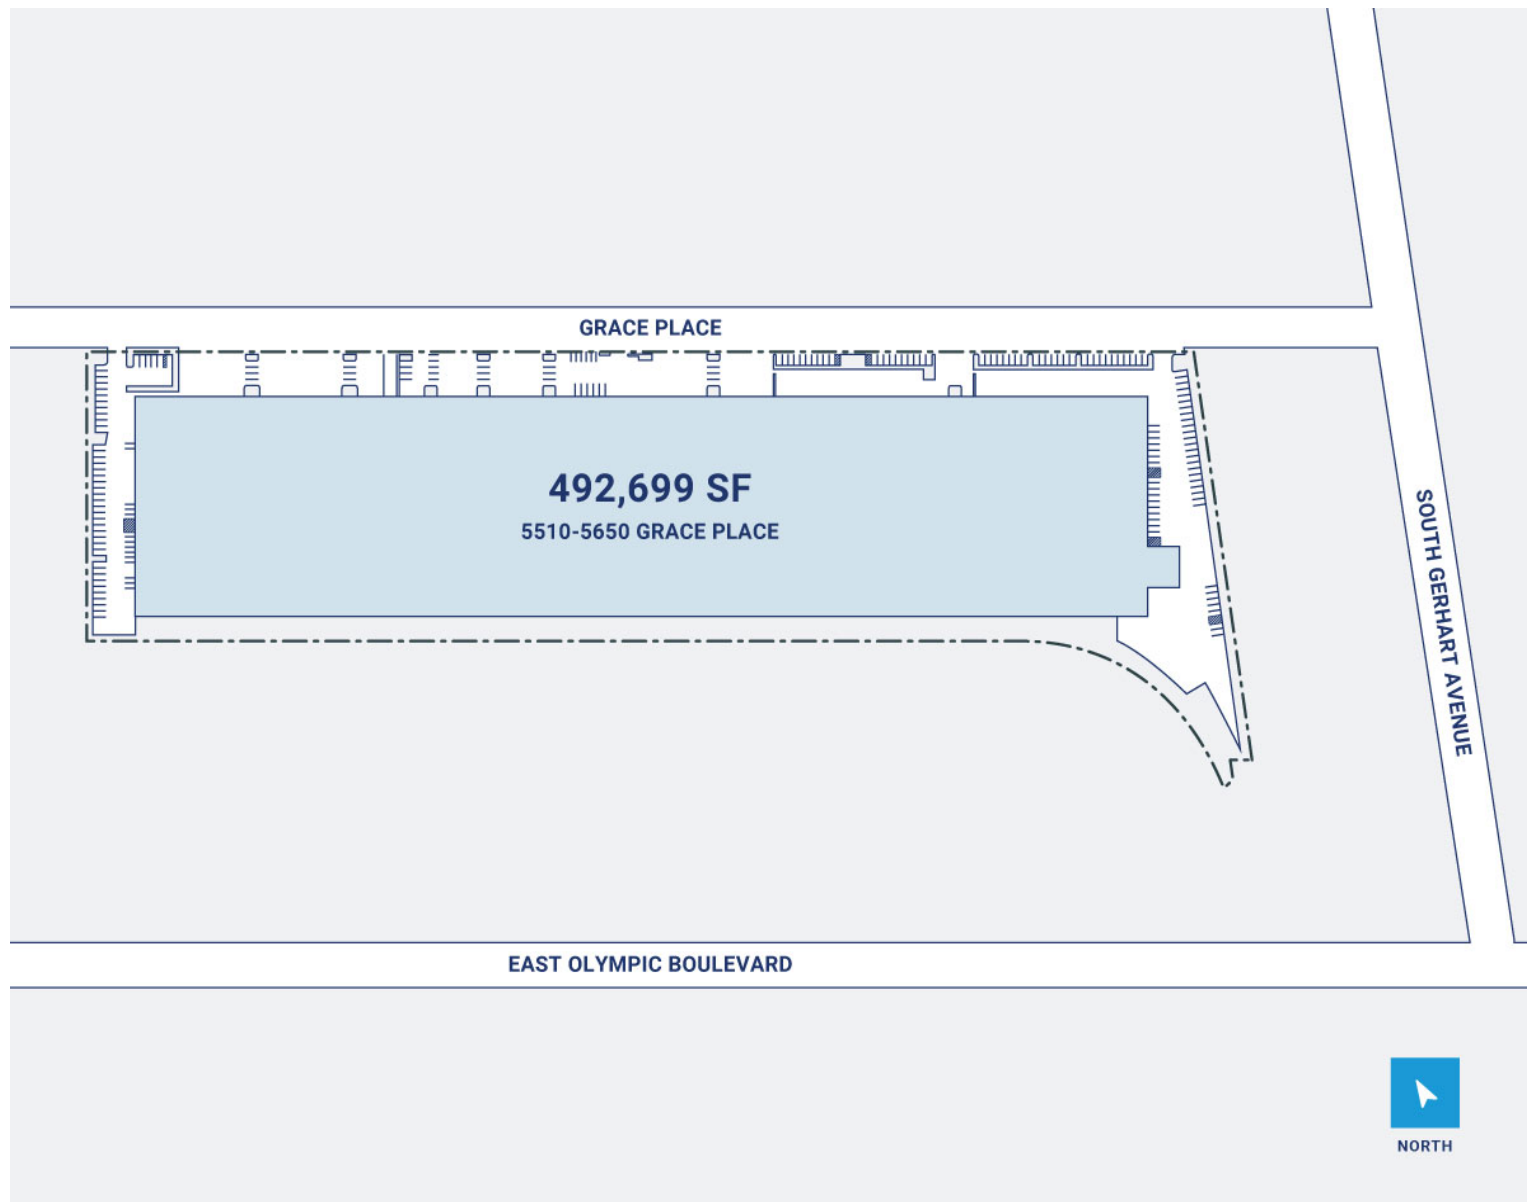 GRACE PLACE
492,699 SF
5510-5650 GRACE PLACE
SOUTH GERHART AVENUE
EAST OLYMPIC BOULEVARD
NORTH